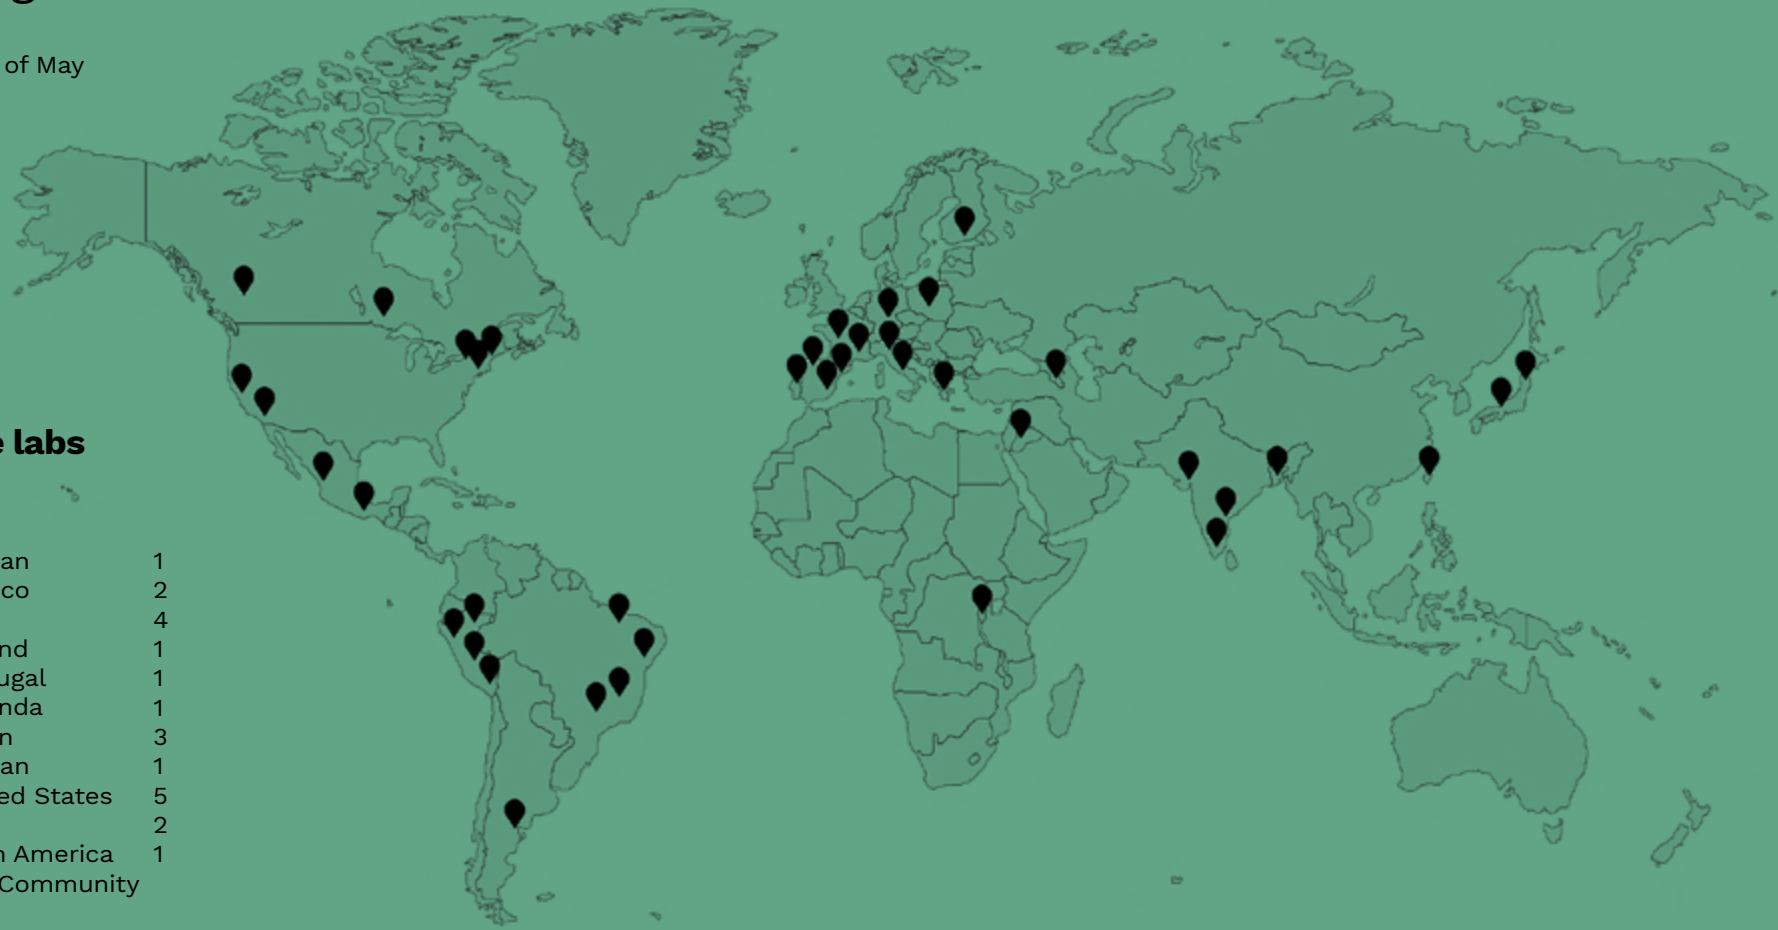 of May
labs
an 1
co 2
4
nd 1
ugal 1
nda 1
n 3
an 1
ed States 5
2
n America 1
Community